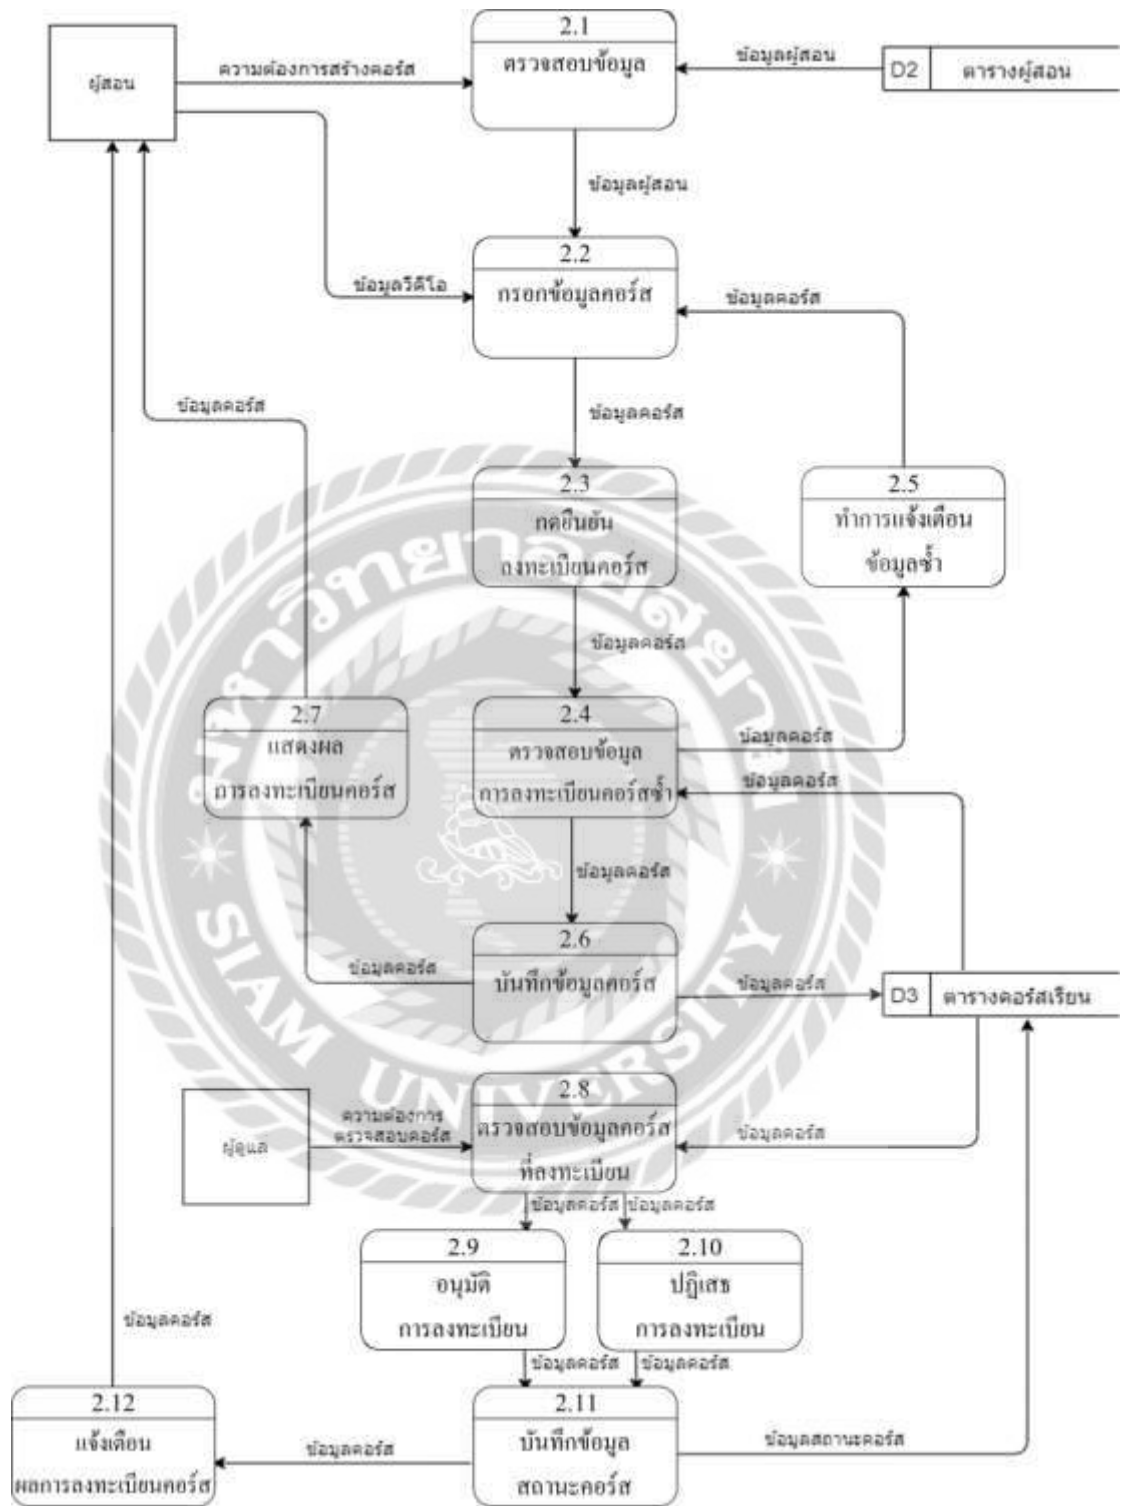 2.1
ตรวจสอบข้อมูล
ผู้สอน
ความต้องการสร้างคอร์ส
ข้อมูลผู้สอน
D2 ตารางผู้สอน
ข้อมูลผู้สอน
2.2
กรอกข้อมูลคอร์ส
ข้อมูลวีดีโอ
ข้อมูลคอร์ส
ข้อมูลคอร์ส
ข้อมูลคอร์ส
2.3
กดยืนยัน
ลงทะเบียนคอร์ส
2.5
ทำการแจ้งเตือน
ข้อมูลซ้ำ
มหาวิทยาลัยสยาม
ข้อมูลคอร์ส
2.7
แสดงผล
การลงทะเบียนคอร์ส
2.4
ตรวจสอบข้อมูล
การลงทะเบียนคอร์สซ้ำ
ข้อมูลคอร์ส
ข้อมูลคอร์ส
ข้อมูลคอร์ส
2.6
บันทึกข้อมูลคอร์ส
ข้อมูลคอร์ส
ข้อมูลคอร์ส
D3 ตารางคอร์สเรียน
SIAM UNIVERSITY
ผู้ดูแล
ความต้องการ
ตรวจสอบคอร์ส
2.8
ตรวจสอบข้อมูลคอร์ส
ที่ลงทะเบียน
ข้อมูลคอร์ส
ข้อมูลคอร์ส ข้อมูลคอร์ส
2.9
อนุมัติ
การลงทะเบียน
2.10
ปฏิเสธ
การลงทะเบียน
ข้อมูลคอร์ส
ข้อมูลคอร์ส ข้อมูลคอร์ส
2.12
แจ้งเตือน
ผลการลงทะเบียนคอร์ส
ข้อมูลคอร์ส
2.11
บันทึกข้อมูล
สถานะคอร์ส
ข้อมูลสถานะคอร์ส